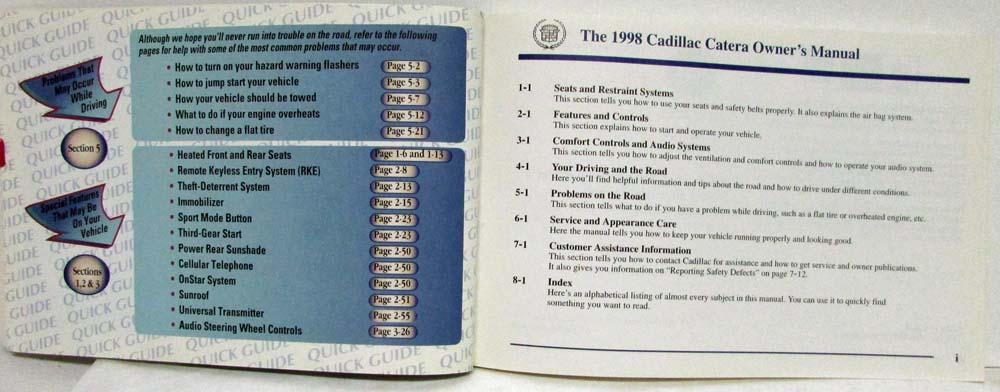 QUICK GUIDE QUICK GUIDE QUICK GUIDE
Although we hope you'll never run into trouble on the road, refer to the following
pages for help with some of the most common problems that may occur.
Problems That
May Occur
While
Driving
Section 5
• How to turn on your hazard warning flashers Page 5-2
• How to jump start your vehicle Page 5-3
• How your vehicle should be towed Page 5-7
• What to do if your engine overheats Page 5-12
• How to change a flat tire Page 5-21
Special Features
That May Be
On Your
Vehicle
Sections
1,2 & 3
• Heated Front and Rear Seats Page 1-6 and 1-13
• Remote Keyless Entry System (RKE) Page 2-8
• Theft-Deterrent System Page 2-13
• Immobilizer Page 2-15
• Sport Mode Button Page 2-23
• Third-Gear Start Page 2-23
• Power Rear Sunshade Page 2-50
• Cellular Telephone Page 2-50
• OnStar System Page 2-50
• Sunroof Page 2-51
• Universal Transmitter Page 2-55
• Audio Steering Wheel Controls Page 3-26
QUICK GUIDE QUICK GUIDE QUICK GUIDE
The 1998 Cadillac Catera Owner's Manual
1-1 Seats and Restraint Systems
This section tells you how to use your seats and safety belts properly. It also explains the air bag system.
2-1 Features and Controls
This section explains how to start and operate your vehicle.
3-1 Comfort Controls and Audio Systems
This section tells you how to adjust the ventilation and comfort controls and how to operate your audio system.
4-1 Your Driving and the Road
Here you'll find helpful information and tips about the road and how to drive under different conditions.
5-1 Problems on the Road
This section tells what to do if you have a problem while driving, such as a flat tire or overheated engine, etc.
6-1 Service and Appearance Care
Here the manual tells you how to keep your vehicle running properly and looking good.
7-1 Customer Assistance Information
This section tells you how to contact Cadillac for assistance and how to get service and owner publications.
It also gives you information on "Reporting Safety Defects" on page 7-12.
8-1 Index
Here's an alphabetical listing of almost every subject in this manual. You can use it to quickly find
something you want to read.
i